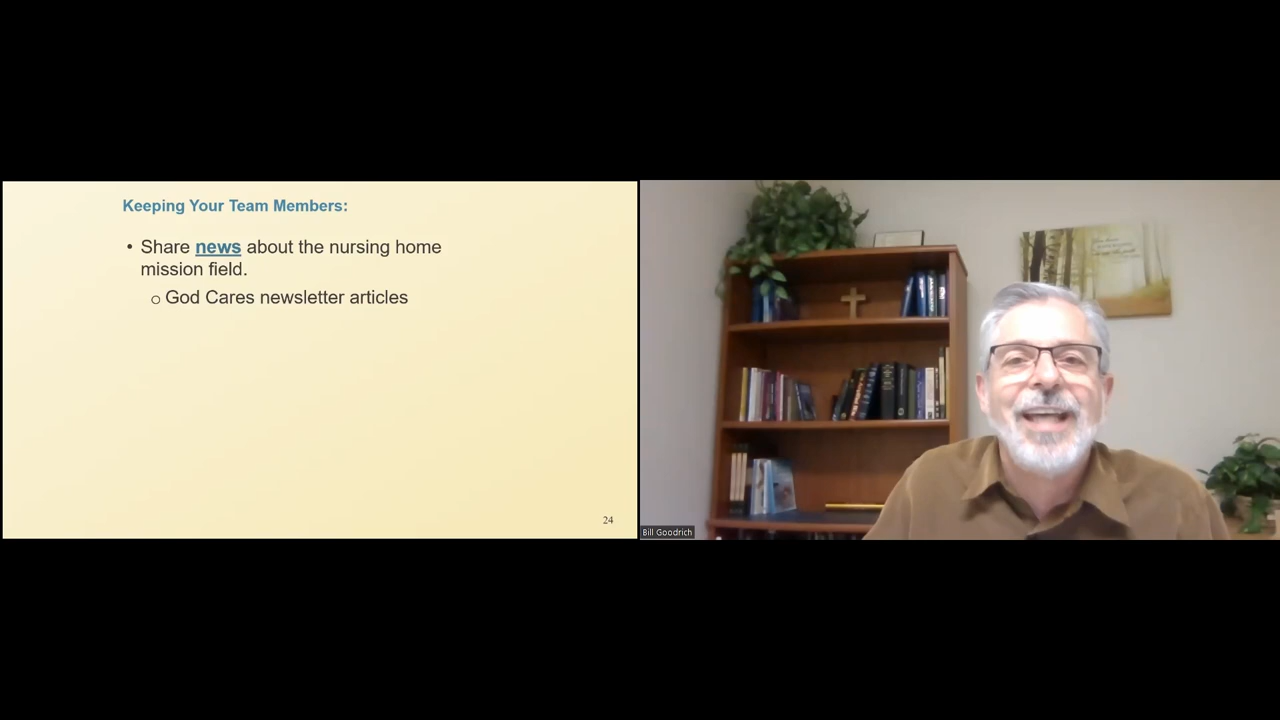 Keeping Your Team Members:
• Share news about the nursing home
mission field.
o God Cares newsletter articles
24
Bill Goodrich